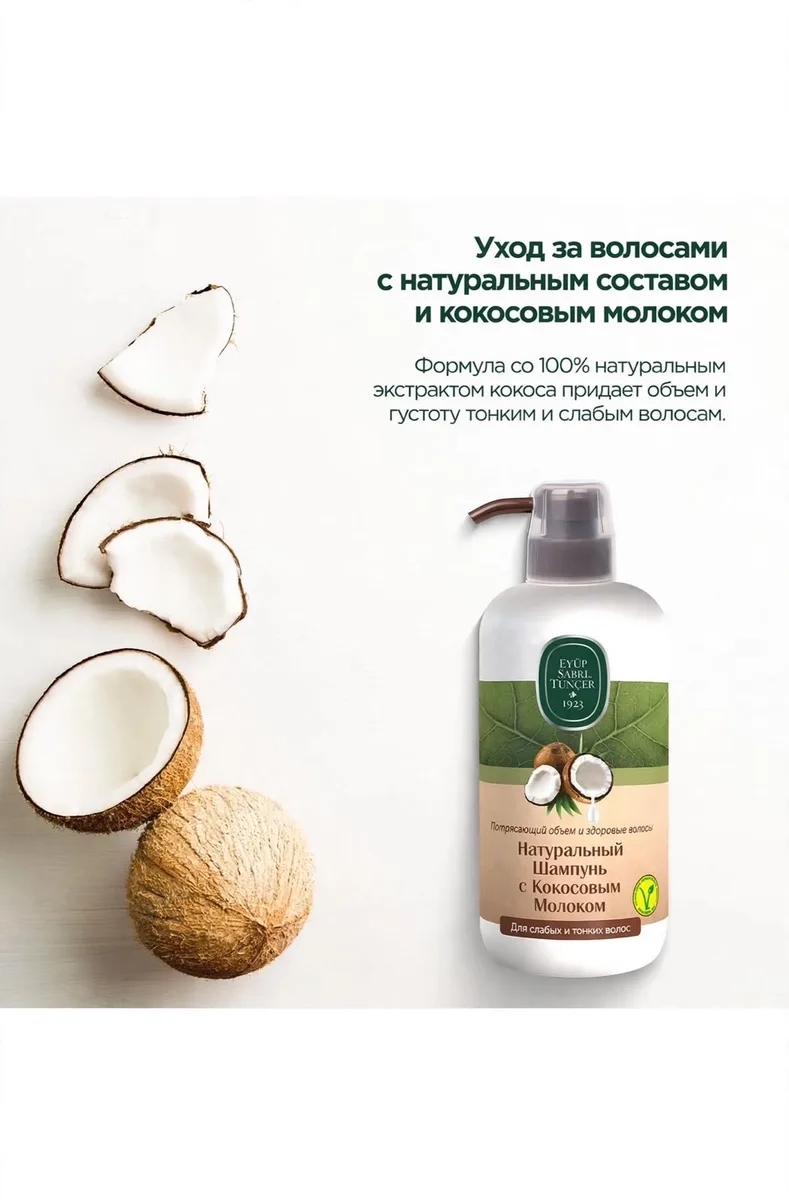 Уход за волосами
с натуральным составом
и кокосовым молоком
Формула со 100% натуральным
экстрактом кокоса придает объем и
густоту тонким и слабым волосам.
EYÜP
SABRİ
TUNCER
1923
Потрясающий объем и здоровые волосы
Натуральный
Шампунь
с Кокосовым
Молоком
Для слабых и тонких волос